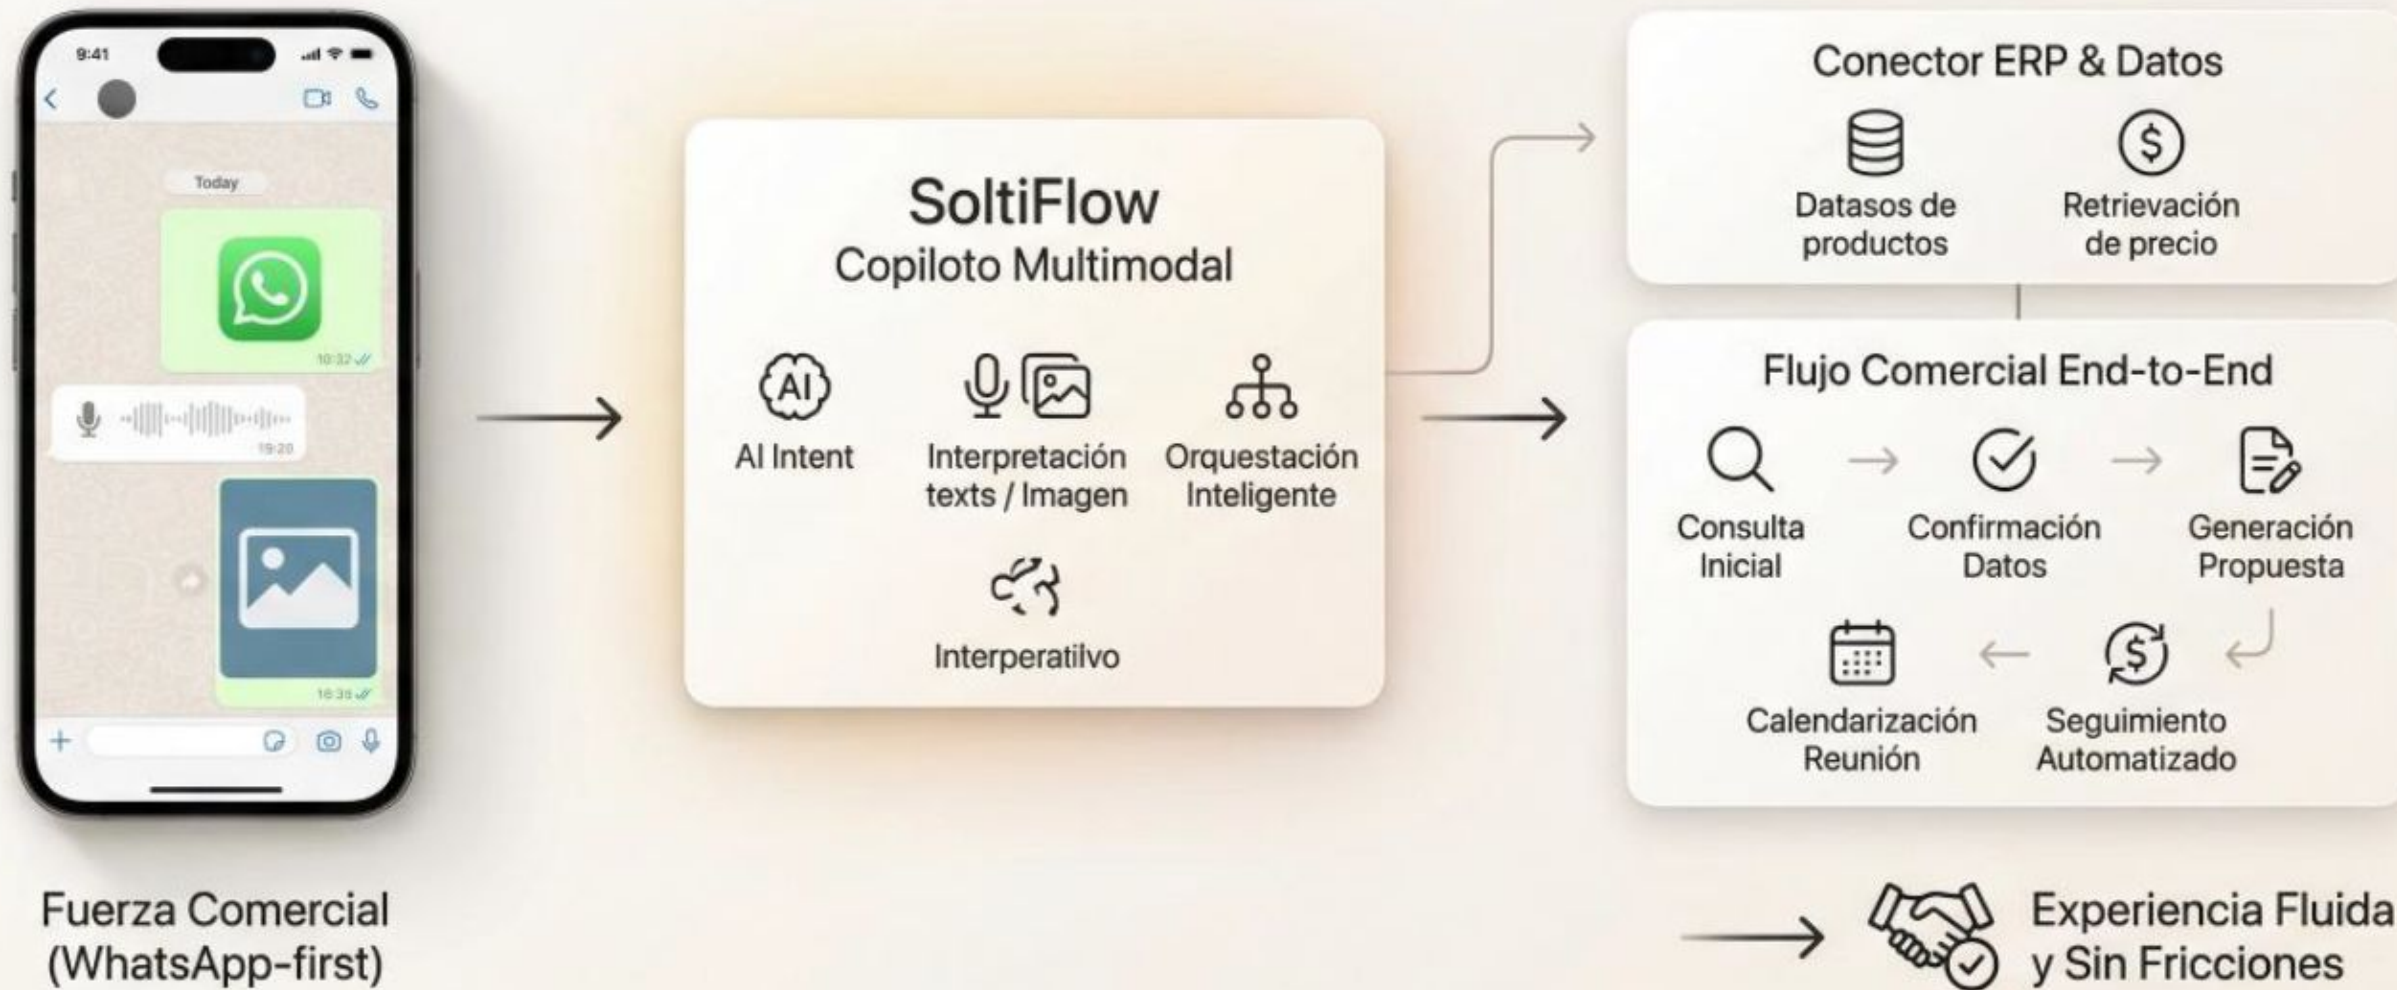 9:41
Today
10:32
19:20
Fuerza Comercial
(WhatsApp-first)
SoltiFlow
Copiloto Multimodal
AI
AI Intent
Interpretación
texts / Imagen
Orquestación
Inteligente
Interperatilvo
Conector ERP & Datos
$
Datasos de
productos
Retrievación
de precio
Flujo Comercial End-to-End
Consulta
Inicial
Confirmación
Datos
Generación
Propuesta
$
Calendarización
Reunión
Seguimiento
Automatizado
Experiencia Fluida
y Sin Fricciones